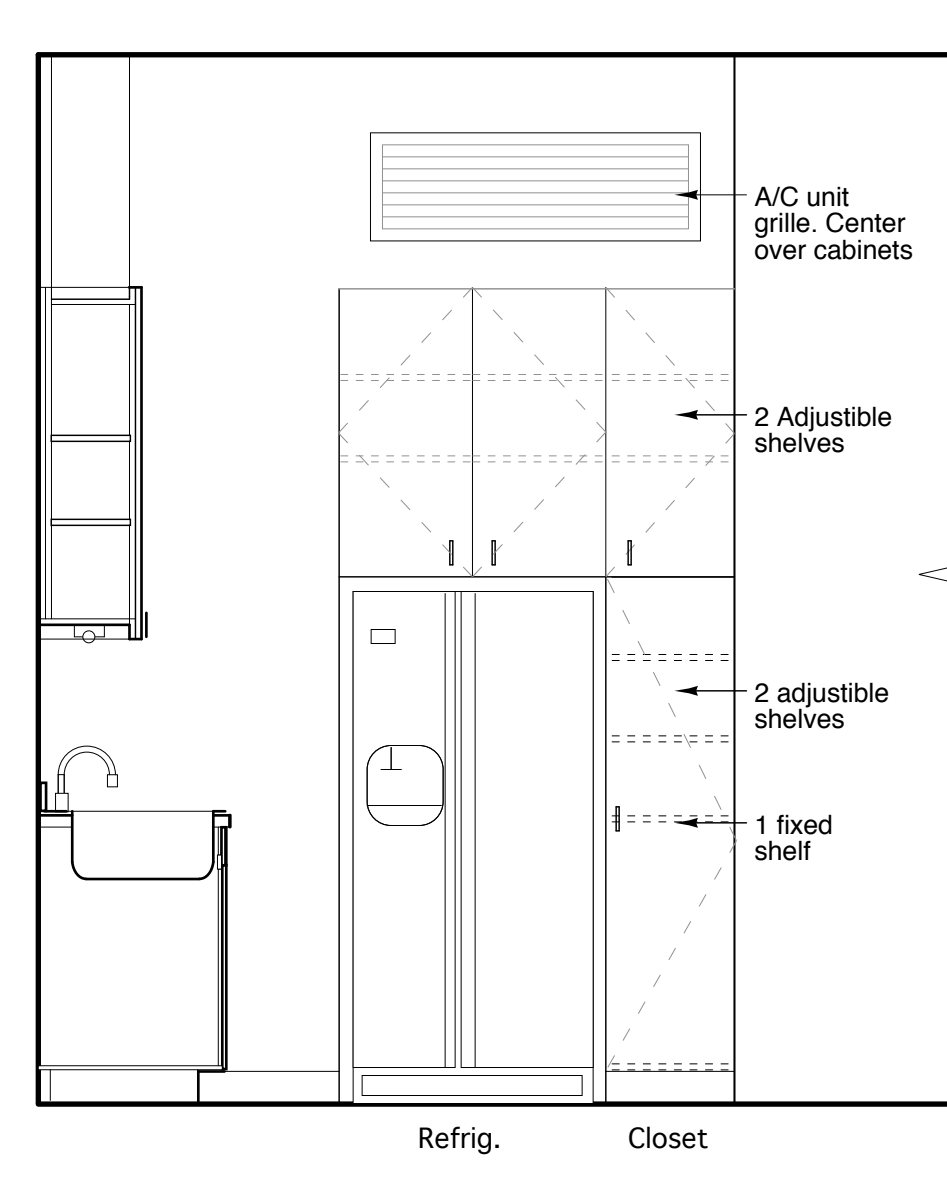 A/C unit
grille. Center
over cabinets
2 Adjustible
shelves
2 adjustible
shelves
1 fixed
shelf
Refrig.
Closet